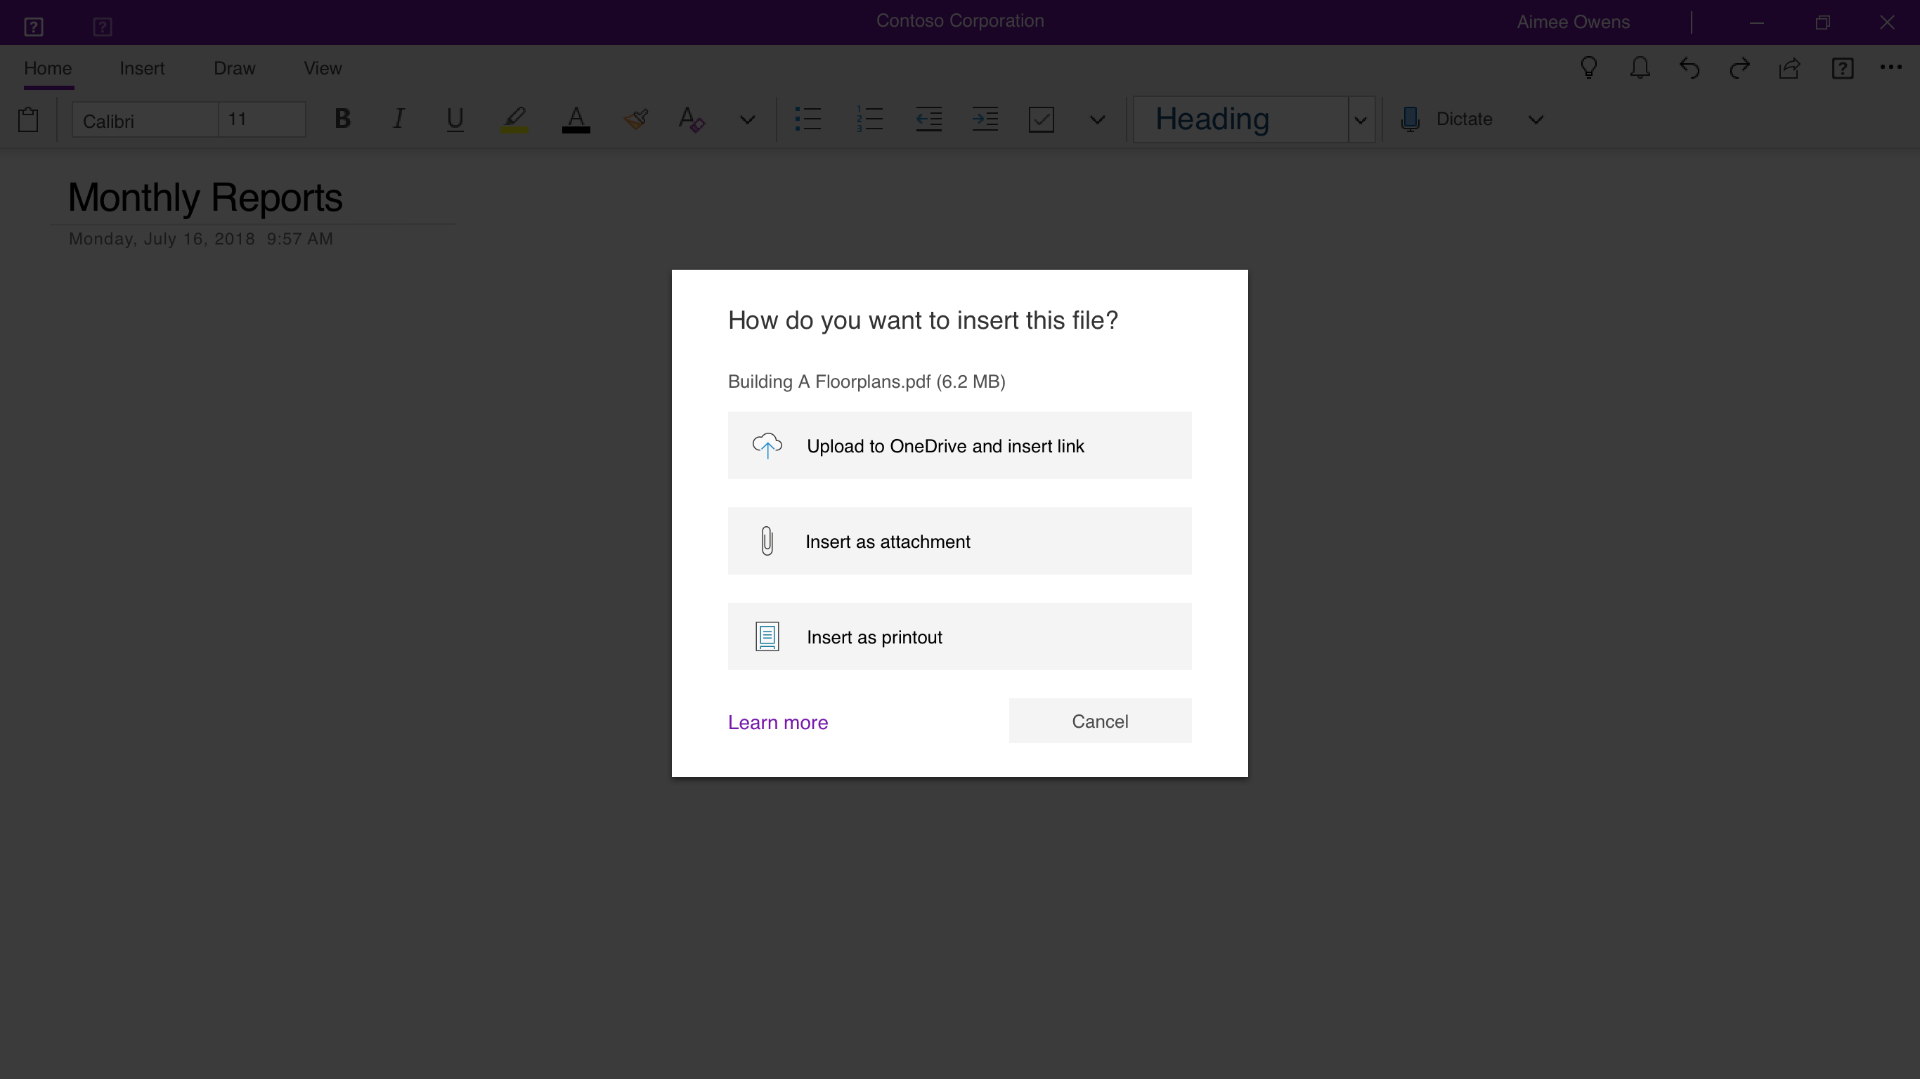 Contoso Corporation
Aimee Owens
Home Insert Draw View
Calibri 11 B I U A A Heading Dictate
Monthly Reports
Monday, July 16, 2018 9:57 AM
How do you want to insert this file?
Building A Floorplans.pdf (6.2 MB)
Upload to OneDrive and insert link
Insert as attachment
Insert as printout
Learn more
Cancel